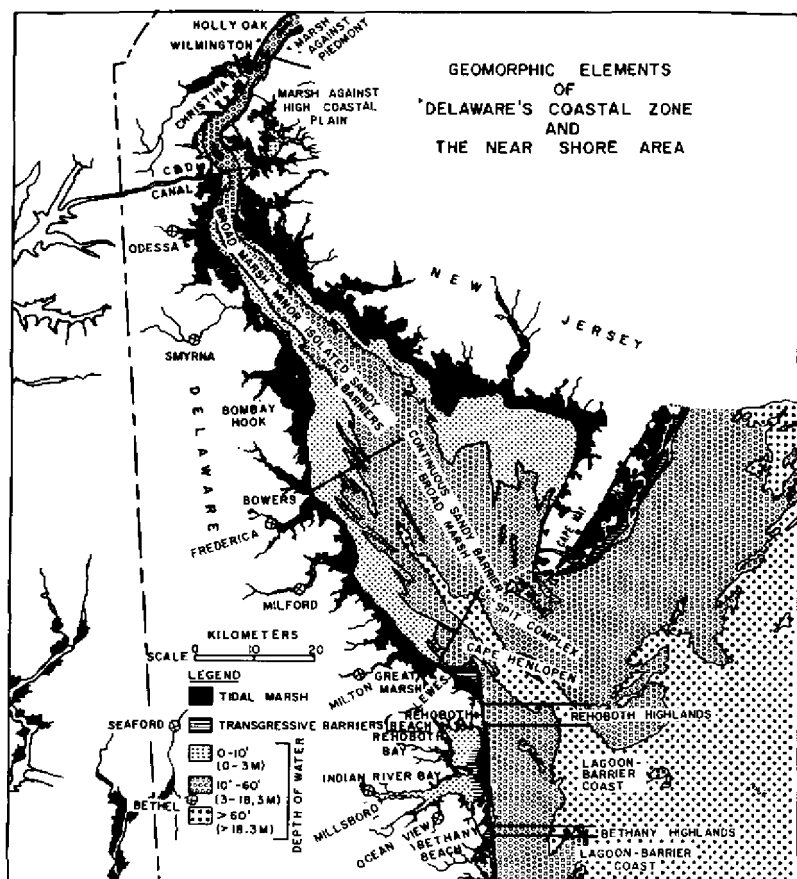 GEOMORPHIC ELEMENTS
OF
DELAWARE'S COASTAL ZONE
AND
THE NEAR SHORE AREA
HOLLY OAK
WILMINGTON
MARSH
AGAINST
PIEDMONT
CHRISTINA
MARSH AGAINST
HIGH COASTAL
PLAIN
C & D
CANAL
ODESSA
BROAD MARSH MINOR ISOLATED SANDY
BARRIERS
NEW JERSEY
SMYRNA
DELAWARE
BOMBAY
HOOK
CONTINUOUS SANDY BARRIER
BROAD MARSH
BOWERS
FREDERICA
CAPE MAY
MILFORD
SPIT COMPLEX
CAPE HENLOPEN
KILOMETERS
SCALE 0 10 20
LEGEND
TIDAL MARSH
TRANSGRESSIVE BARRIERS
0-10'
(0-3M)
10'-60'
(3-18.3M)
>60'
(>18.3M)
DEPTH OF WATER
MILTON
GREAT
MARSH
LEWES
SEAFORD
REHOBOTH
BEACH
REHOBOTH
BAY
REHOBOTH HIGHLANDS
INDIAN RIVER BAY
LAGOON-
BARRIER
COAST
BETHEL
MILLSBORO
OCEAN VIEW
BETHANY
BEACH
BETHANY HIGHLANDS
LAGOON-BARRIER
COAST